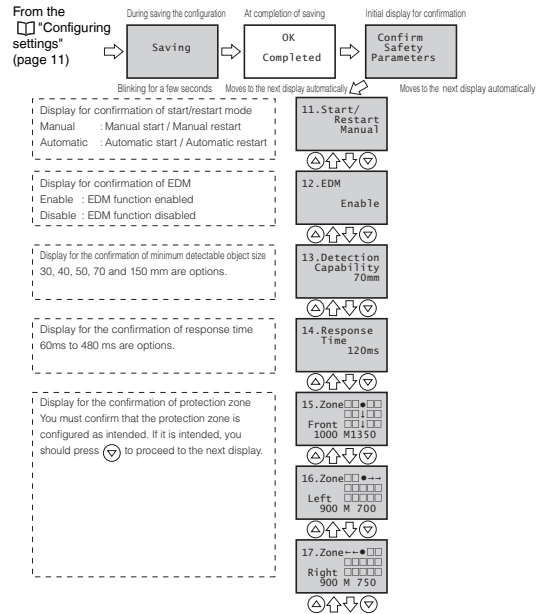 From the
"Configuring
settings"
(page 11)
During saving the configuration
Saving
Blinking for a few seconds
At completion of saving
OK
Completed
Moves to the next display automatically
Initial display for confirmation
Confirm
Safety
Parameters
Moves to the next display automatically
Display for confirmation of start/restart mode
Manual : Manual start / Manual restart
Automatic : Automatic start / Automatic restart
11.Start/
Restart
Manual
Display for confirmation of EDM
Enable : EDM function enabled
Disable : EDM function disabled
12.EDM
Enable
Display for the confirmation of minimum detectable object size
30, 40, 50, 70 and 150 mm are options.
13.Detection
Capability
70mm
Display for the confirmation of response time
60ms to 480 ms are options.
14.Response
Time
120ms
Display for the confirmation of protection zone
You must confirm that the protection zone is
configured as intended. If it is intended, you
should press ▽ to proceed to the next display.
15.Zone□□●□□
□□↓□□
Front □□↓□□
1000 M1350
16.Zone□□●→→
□□□□□
Left □□□□□
900 M 700
17.Zone←←●□□
□□□□□
Right □□□□□
900 M 750